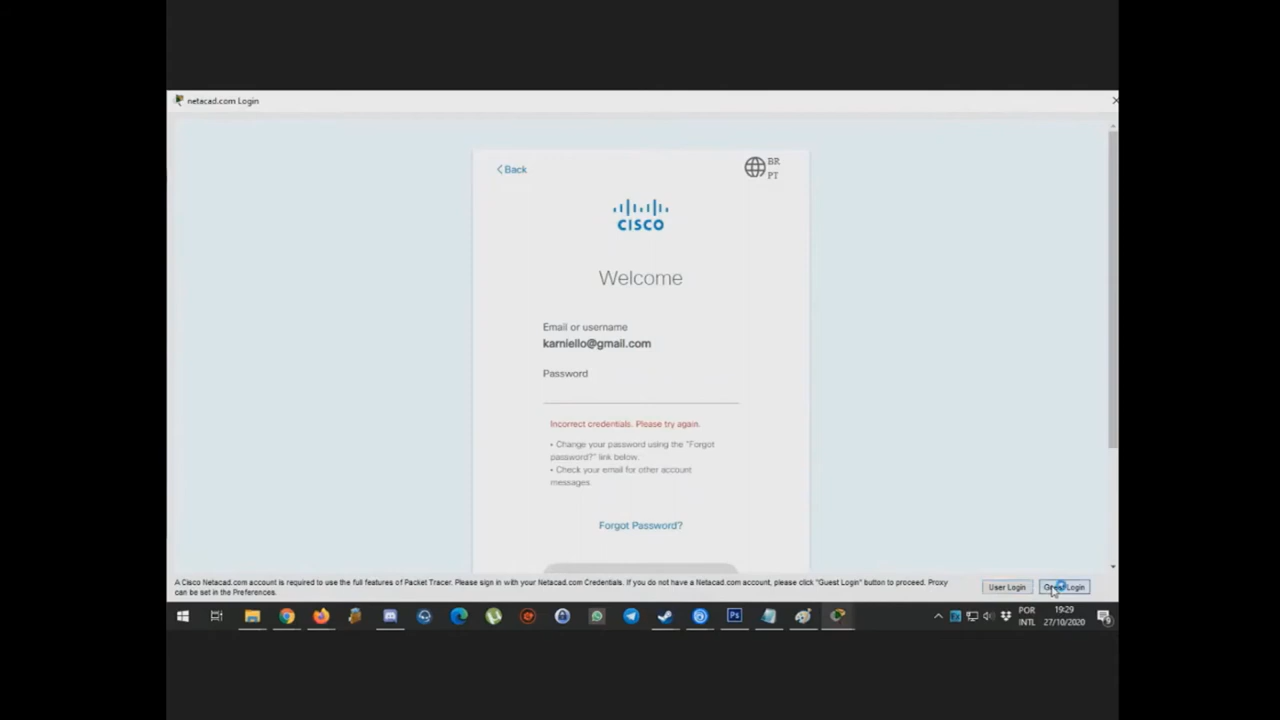 netacad.com Login
Back
BR
PT
CISCO
Welcome
Email or username
karniello@gmail.com
Password
Incorrect credentials. Please try again.
• Change your password using the "Forgot
password?" link below.
• Check your email for other account
messages.
Forgot Password?
A Cisco Netacad.com account is required to use the full features of Packet Tracer. Please sign in with your Netacad.com Credentials. If you do not have a Netacad.com account, please click "Guest Login" button to proceed. Proxy
can be set in the Preferences.
User Login
Guest Login
POR
INTL
19:29
27/10/2020
Ps